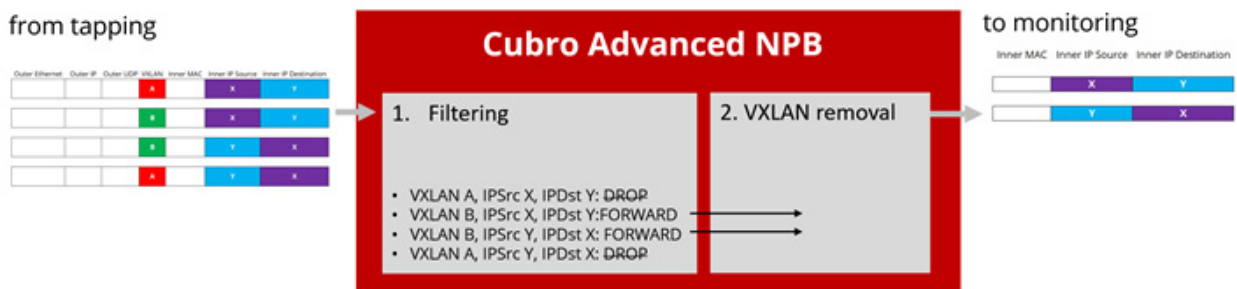 from tapping
Outer Ethernet Outer IP Outer UDP VXLAN Inner MAC Inner IP Source Inner IP Destination
A X Y
B X Y
B Y X
A Y X
Cubro Advanced NPB
1. Filtering
• VXLAN A, IPSrc X, IPDst Y: DROP
• VXLAN B, IPSrc X, IPDst Y:FORWARD
• VXLAN B, IPSrc Y, IPDst X: FORWARD
• VXLAN A, IPSrc Y, IPDst X: DROP
2. VXLAN removal
to monitoring
Inner MAC Inner IP Source Inner IP Destination
X Y
Y X